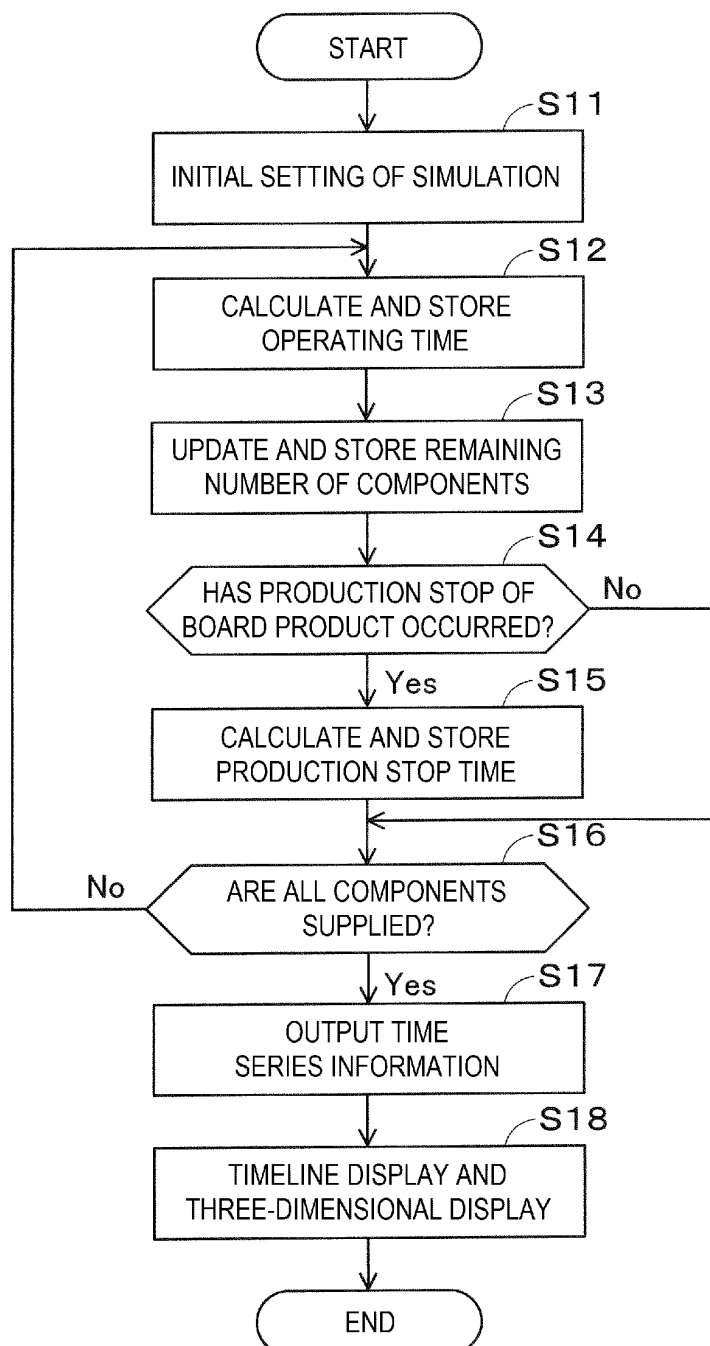 START
S11
INITIAL SETTING OF SIMULATION
S12
CALCULATE AND STORE
OPERATING TIME
S13
UPDATE AND STORE REMAINING
NUMBER OF COMPONENTS
S14
HAS PRODUCTION STOP OF
BOARD PRODUCT OCCURRED?
No
Yes
S15
CALCULATE AND STORE
PRODUCTION STOP TIME
S16
No
ARE ALL COMPONENTS
SUPPLIED?
Yes
S17
OUTPUT TIME
SERIES INFORMATION
S18
TIMELINE DISPLAY AND
THREE-DIMENSIONAL DISPLAY
END